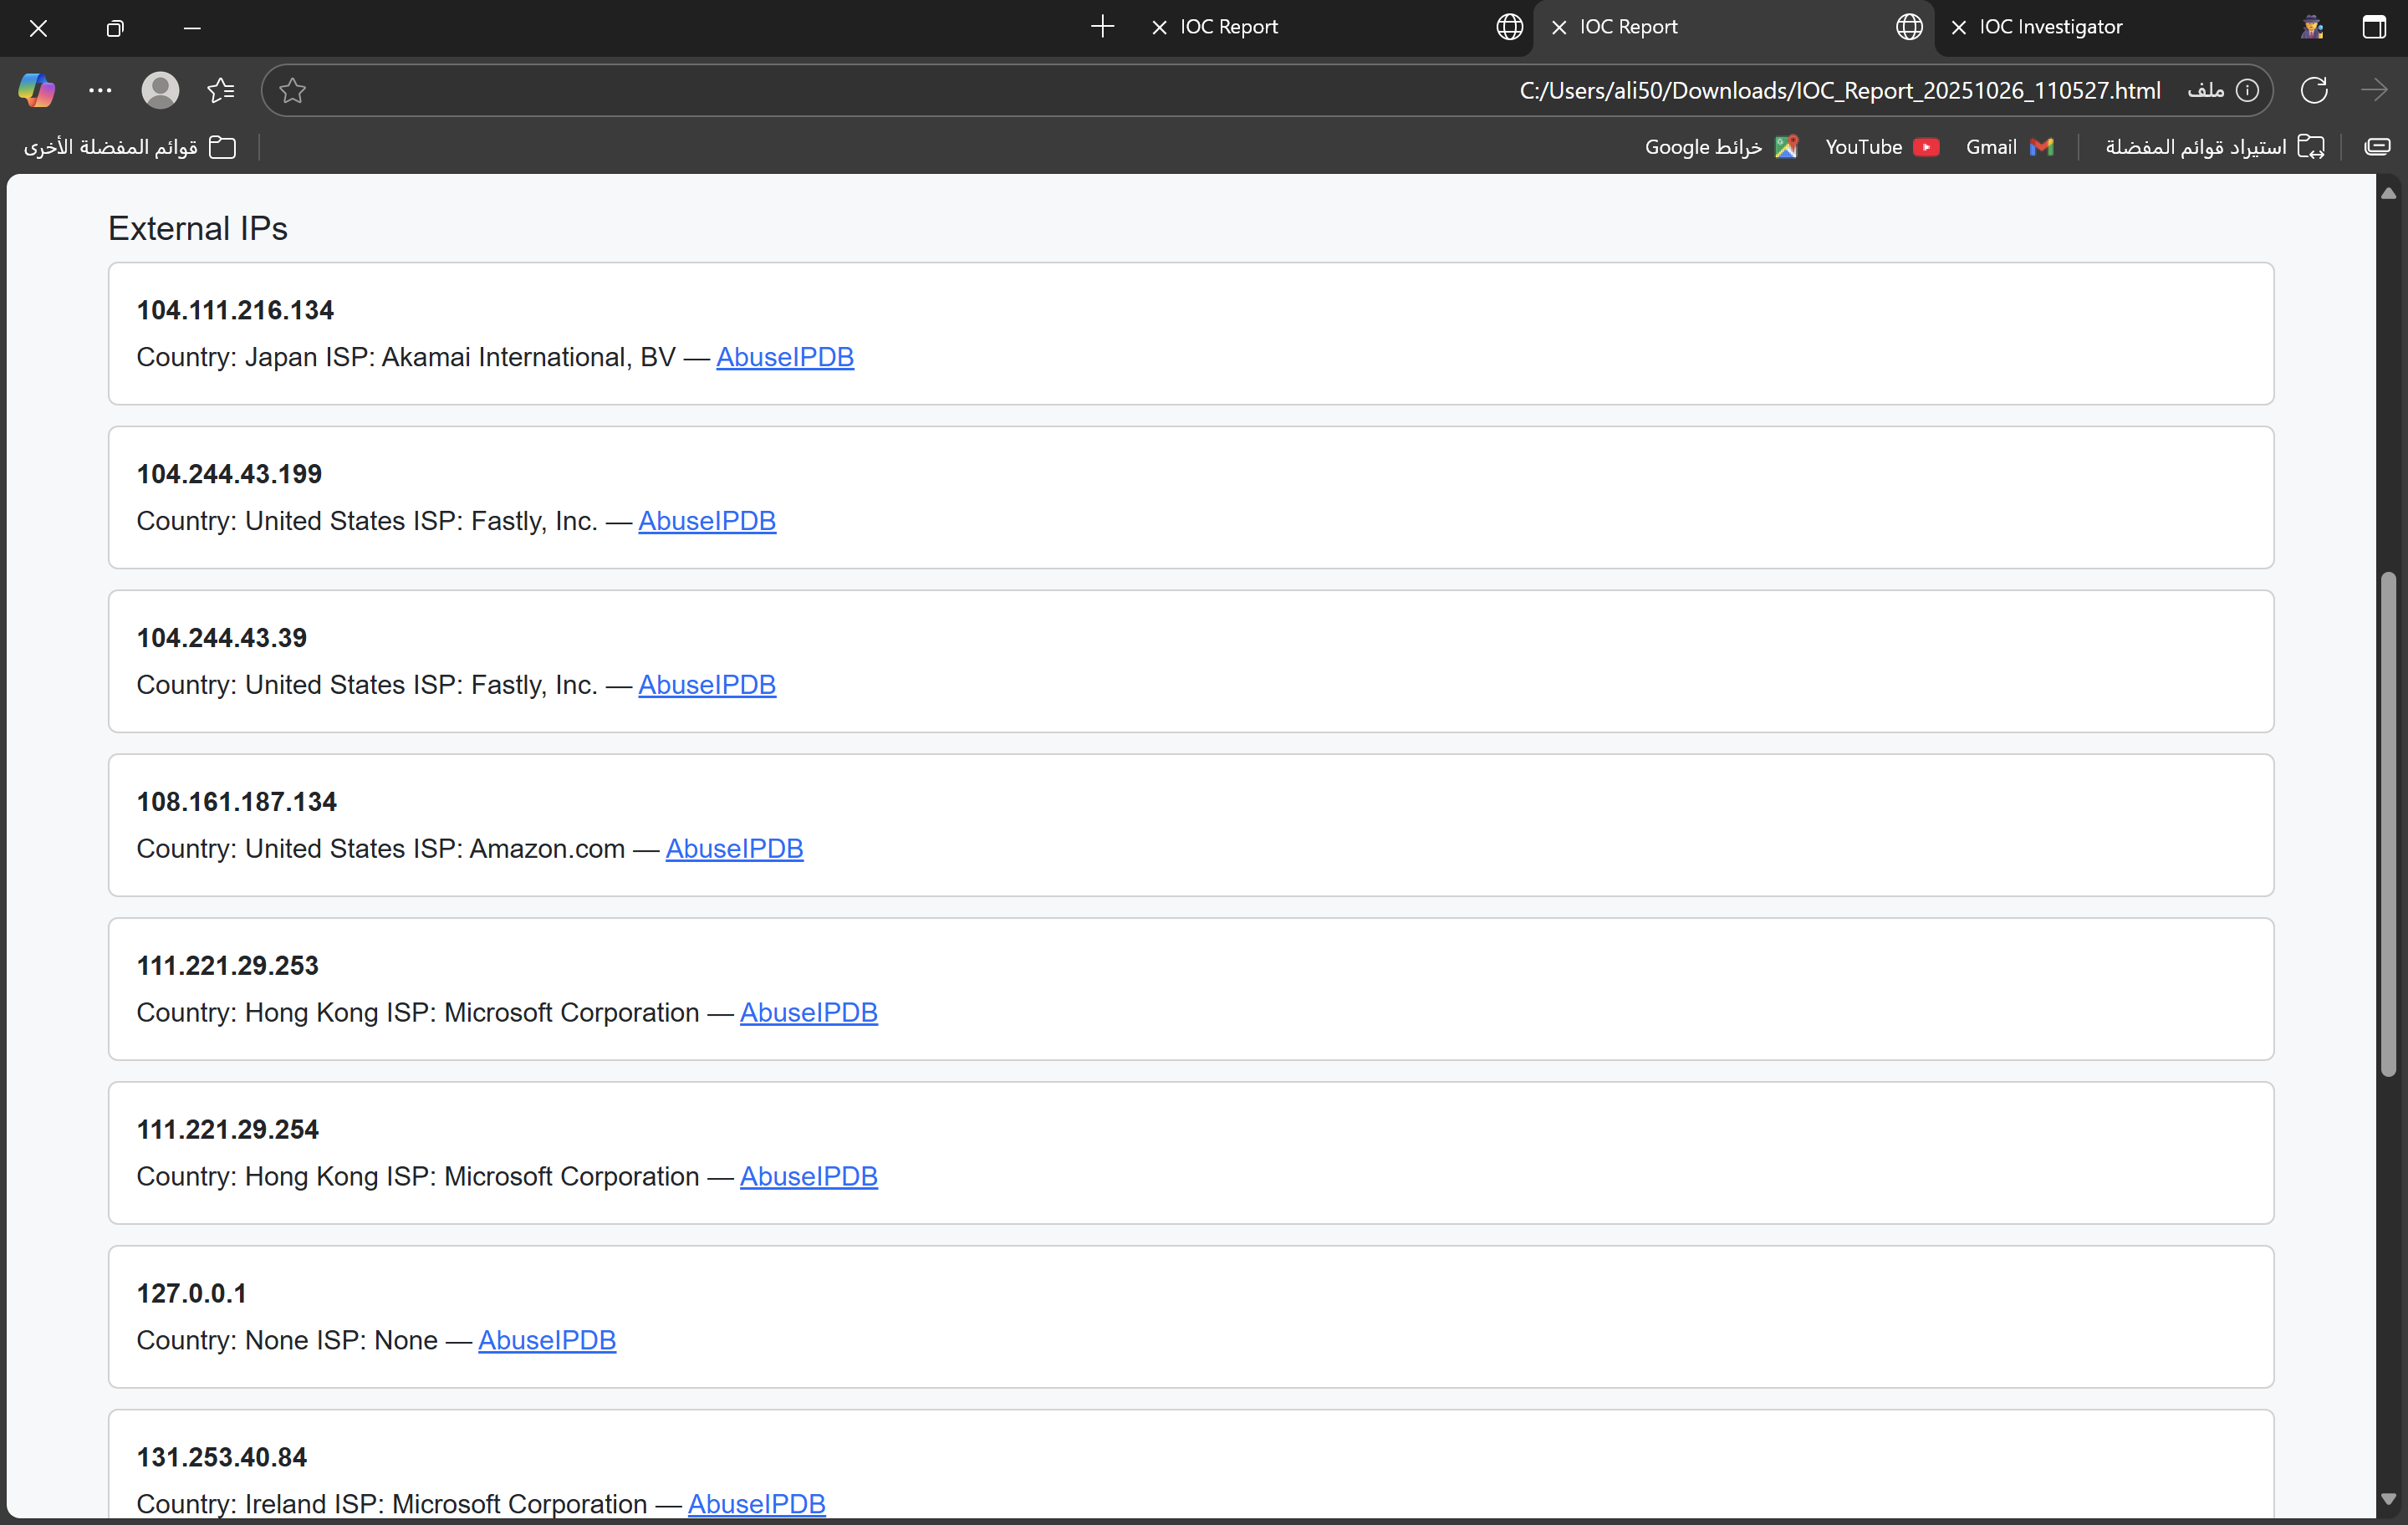 IOC Investigator
IOC Report
IOC Report
ملف C:/Users/ali50/Downloads/IOC_Report_20251026_110527.html
استيراد قوائم المفضلة
Gmail
YouTube
خرائط Google
قوائم المفضلة الأخرى
External IPs
104.111.216.134
Country: Japan ISP: Akamai International, BV — AbuseIPDB
104.244.43.199
Country: United States ISP: Fastly, Inc. — AbuseIPDB
104.244.43.39
Country: United States ISP: Fastly, Inc. — AbuseIPDB
108.161.187.134
Country: United States ISP: Amazon.com — AbuseIPDB
111.221.29.253
Country: Hong Kong ISP: Microsoft Corporation — AbuseIPDB
111.221.29.254
Country: Hong Kong ISP: Microsoft Corporation — AbuseIPDB
127.0.0.1
Country: None ISP: None — AbuseIPDB
131.253.40.84
Country: Ireland ISP: Microsoft Corporation — AbuseIPDB